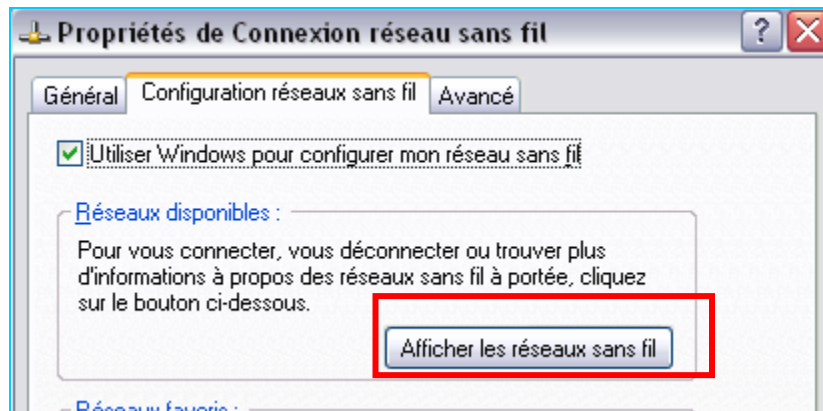 Propriétés de Connexion réseau sans fil
Général Configuration réseaux sans fil Avancé
Utiliser Windows pour configurer mon réseau sans fil
Réseaux disponibles :
Pour vous connecter, vous déconnecter ou trouver plus
d'informations à propos des réseaux sans fil à portée, cliquez
sur le bouton ci-dessous.
Afficher les réseaux sans fil
Réseaux favoris :